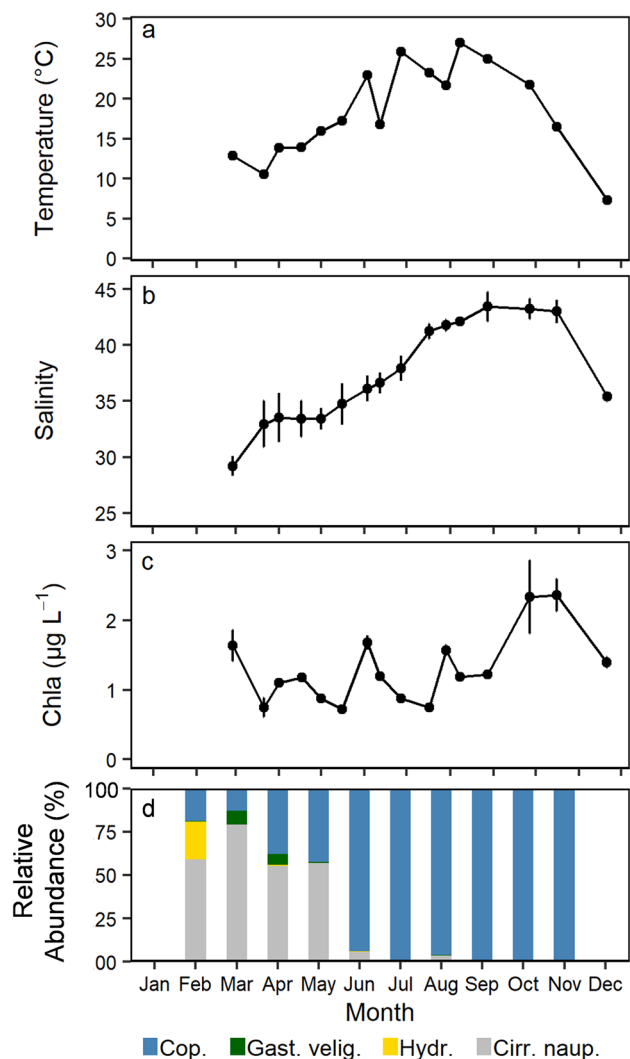 a
Temperature (°C)
30
25
20
15
10
5
0
b
Salinity
45
40
35
30
25
c
Chla (µg L⁻¹)
3
2
1
0
d
Relative
Abundance (%)
100
75
50
25
00
Jan Feb Mar Apr May Jun Jul Aug Sep Oct Nov Dec
Month
Cop. Gast. velig. Hydr. Cirr. naup.